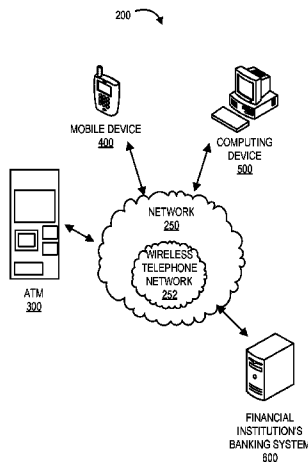 200
MOBILE DEVICE
400
COMPUTING
DEVICE
500
NETWORK
250
WIRELESS
TELEPHONE
NETWORK
252
ATM
300
FINANCIAL
INSTITUTION'S
BANKING SYSTEM
600